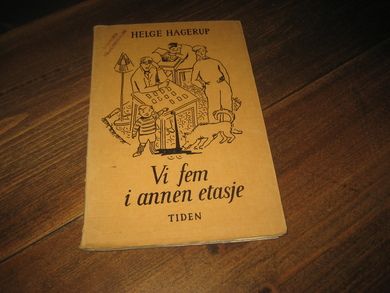 HELGE HAGERUP
Vi fem
i annen etasje
TIDEN